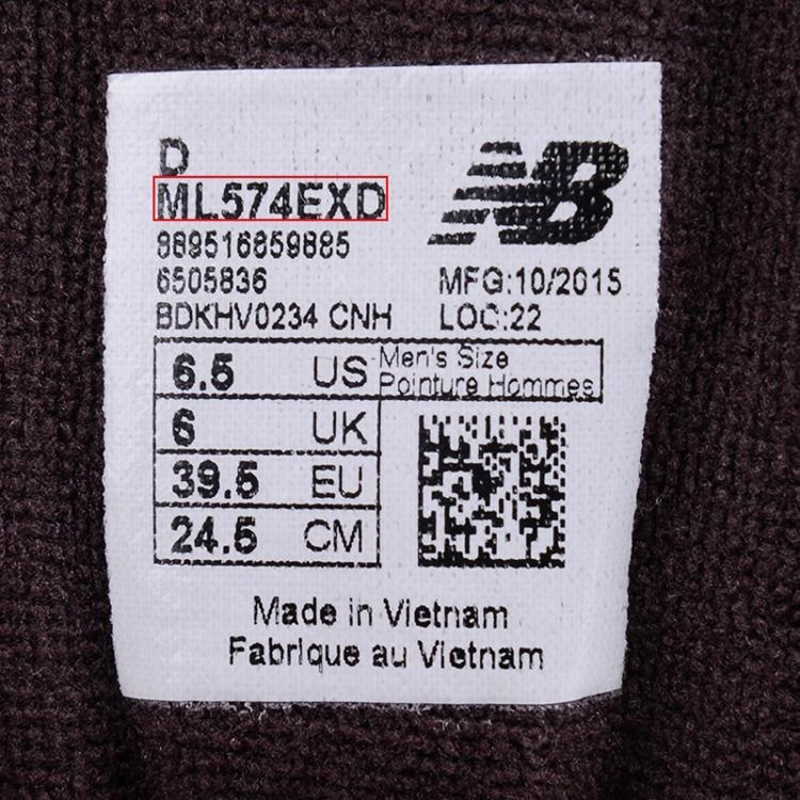 D
ML574EXD
NB
889516859885
6505836
MFG:10/2015
BDKHV0234 CNH
LOC:22
6.5 US Men's Size
Pointure Hommes
6 UK
39.5 EU
24.5 CM
Made in Vietnam
Fabrique au Vietnam